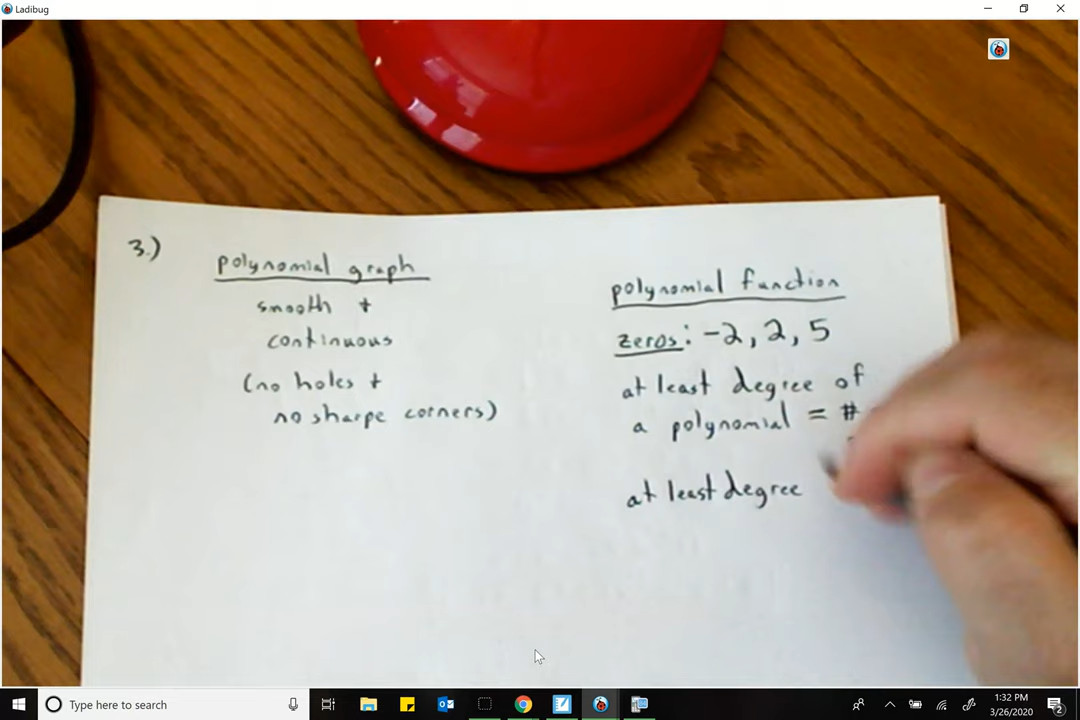 Ladibug
3.)
polynomial graph
smooth +
continuous
(no holes +
no sharpe corners)
polynomial function
zeros: -2, 2, 5
at least degree of
a polynomial = #
at least degree
Type here to search
1:32 PM
3/26/2020
2